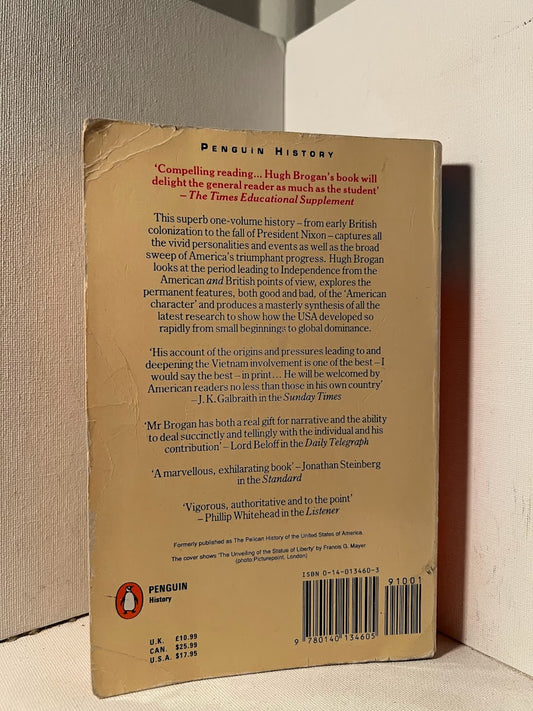 PENGUIN HISTORY
'Compelling reading... Hugh Brogan's book will
delight the general reader as much as the student'
– The Times Educational Supplement
This superb one-volume history – from early British
colonization to the fall of President Nixon – captures all
the vivid personalities and events as well as the broad
sweep of America's triumphant progress. Hugh Brogan
looks at the period leading to Independence from the
American and British points of view, explores the
permanent features, both good and bad, of the 'American
character' and produces a masterly synthesis of all the
latest research to show how the USA developed so
rapidly from small beginnings to global dominance.
'His account of the origins and pressures leading to and
deepening the Vietnam involvement is one of the best – I
would say the best – in print... He will be welcomed by
American readers no less than those in his own country'
– J. K. Galbraith in the Sunday Times
'Mr Brogan has both a real gift for narrative and the ability
to deal succinctly and tellingly with the individual and his
contribution' – Lord Beloff in the Daily Telegraph
'A marvellous, exhilarating book' – Jonathan Steinberg
in the Standard
'Vigorous, authoritative and to the point'
– Phillip Whitehead in the Listener
Formerly published as The Pelican History of the United States of America.
The cover shows 'The Unveiling of the Statue of Liberty' by Francis G. Mayer
(photo Picturepoint, London)
ISBN 0-14-013460-3
91001
PENGUIN
History
U.K. £10.99
CAN. $25.99
U.S.A. $17.95
9 780140 134605